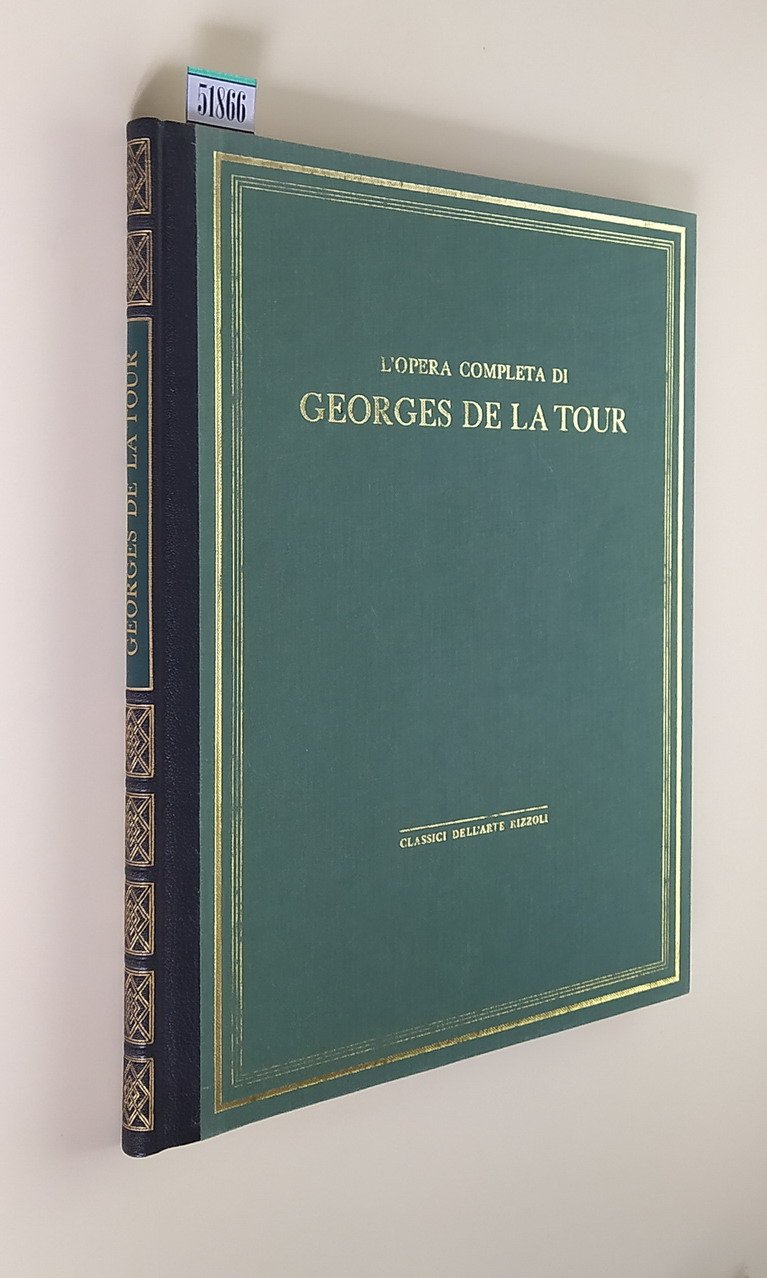 51866
GEORGES DE LA TOUR
L'OPERA COMPLETA DI
GEORGES DE LA TOUR
CLASSICI DELL'ARTE RIZZOLI